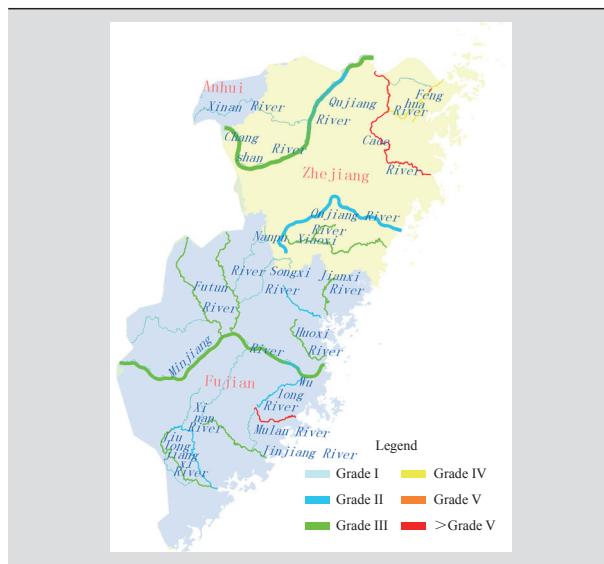 Anhui
Xinan River
Qujiang
River
Feng
hua
River
Chang
shan River
Caoe
River
Zhejiang
Oujiang River
River
Nanpu Xiaoxi
River Songxi Jianxi
River River
Futun
River
Huoxi
River
Minjiang River
Fujian
Wu
long
River
Xi
nan
River
Mulan River
Jinjiang River
Jiu
long
jiang
xi
River
Legend
Grade I
Grade II
Grade III
Grade IV
Grade V
>Grade V